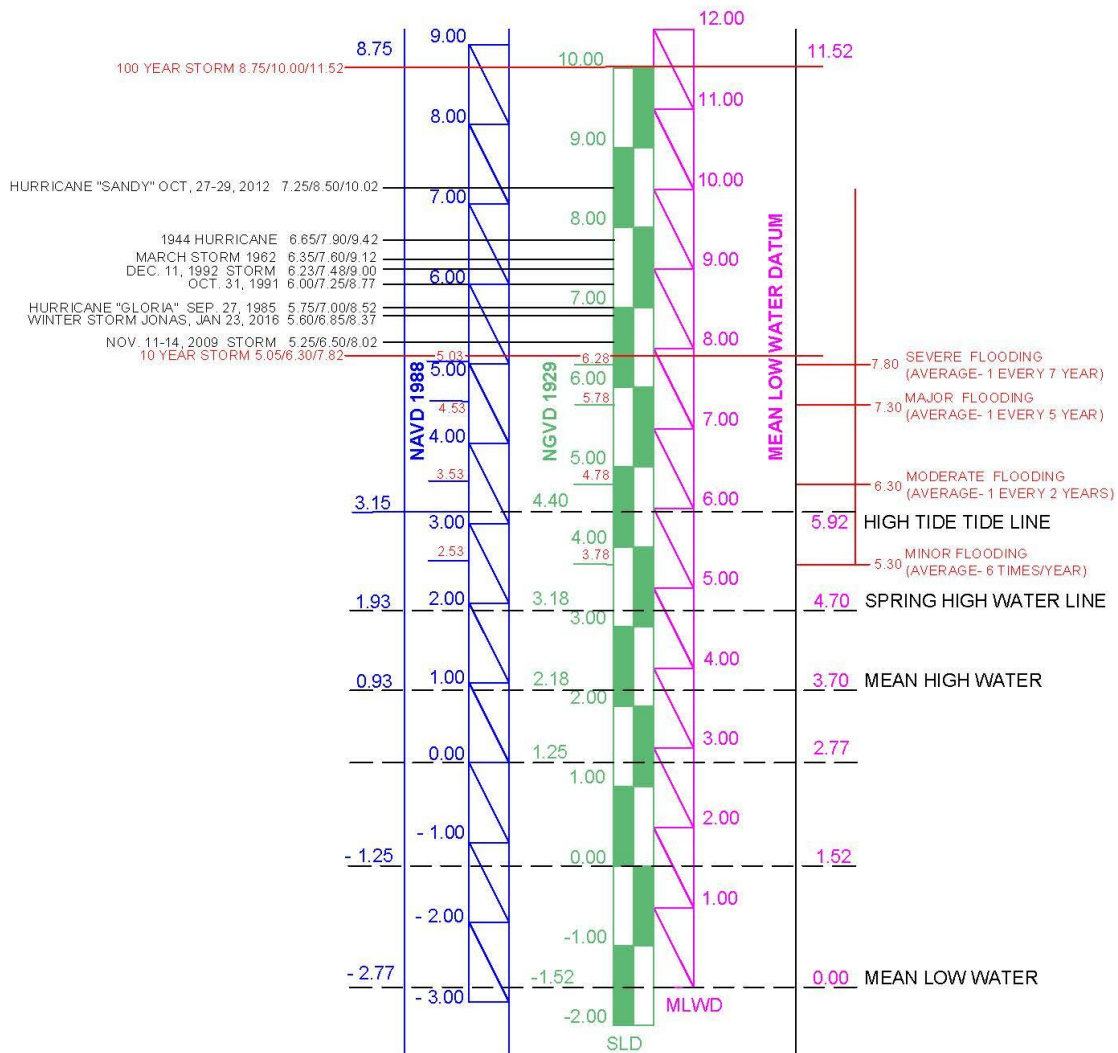 12.00
9.00
8.75
11.52
10.00
100 YEAR STORM 8.75/10.00/11.52
11.00
8.00
9.00
HURRICANE "SANDY" OCT, 27-29, 2012 7.25/8.50/10.02
10.00
7.00
8.00
1944 HURRICANE 6.65/7.90/9.42
MARCH STORM 1962 6.35/7.60/9.12
DEC. 11, 1992 STORM 6.23/7.48/9.00
OCT. 31, 1991 6.00/7.25/8.77
9.00
6.00
7.00
HURRICANE "GLORIA" SEP. 27, 1985 5.75/7.00/8.52
WINTER STORM JONAS, JAN 23, 2016 5.60/6.85/8.37
NOV. 11-14, 2009 STORM 5.25/6.50/8.02
8.00
10 YEAR STORM 5.05/6.30/7.82
5.03
6.28
5.00
6.00
7.80 SEVERE FLOODING
(AVERAGE- 1 EVERY 7 YEAR)
NAVD 1988
NGVD 1929
MEAN LOW WATER DATUM
4.53
5.78
7.30 MAJOR FLOODING
(AVERAGE- 1 EVERY 5 YEAR)
7.00
4.00
5.00
3.53
4.78
6.30 MODERATE FLOODING
(AVERAGE- 1 EVERY 2 YEARS)
3.15
4.40
6.00
3.00
5.92 HIGH TIDE TIDE LINE
4.00
2.53
3.78
5.30 MINOR FLOODING
(AVERAGE- 6 TIMES/YEAR)
5.00
1.93
2.00
3.18
4.70 SPRING HIGH WATER LINE
3.00
4.00
0.93
1.00
2.18
3.70 MEAN HIGH WATER
2.00
3.00
0.00
1.25
2.77
1.00
2.00
- 1.00
- 1.25
0.00
1.52
1.00
- 2.00
-1.00
- 2.77
-1.52
0.00 MEAN LOW WATER
- 3.00
MLWD
-2.00
SLD